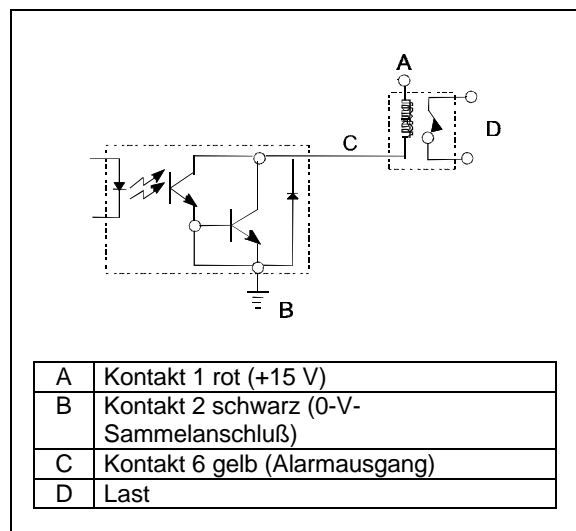 A
C
D
B
A Kontakt 1 rot (+15 V)
B Kontakt 2 schwarz (0-V-
Sammelanschluß)
C Kontakt 6 gelb (Alarmausgang)
D Last